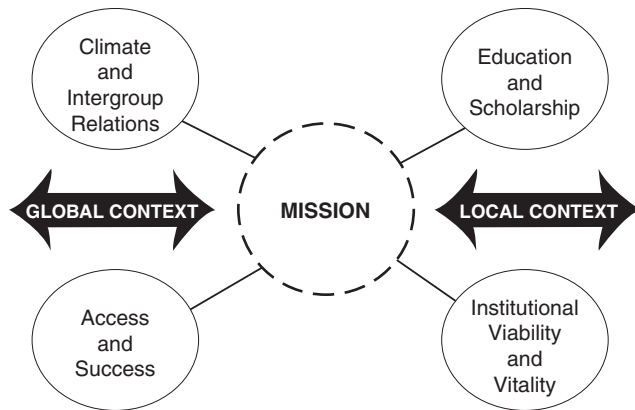 Climate
and
Intergroup
Relations
Education
and
Scholarship
GLOBAL CONTEXT
MISSION
LOCAL CONTEXT
Access
and
Success
Institutional
Viability
and
Vitality